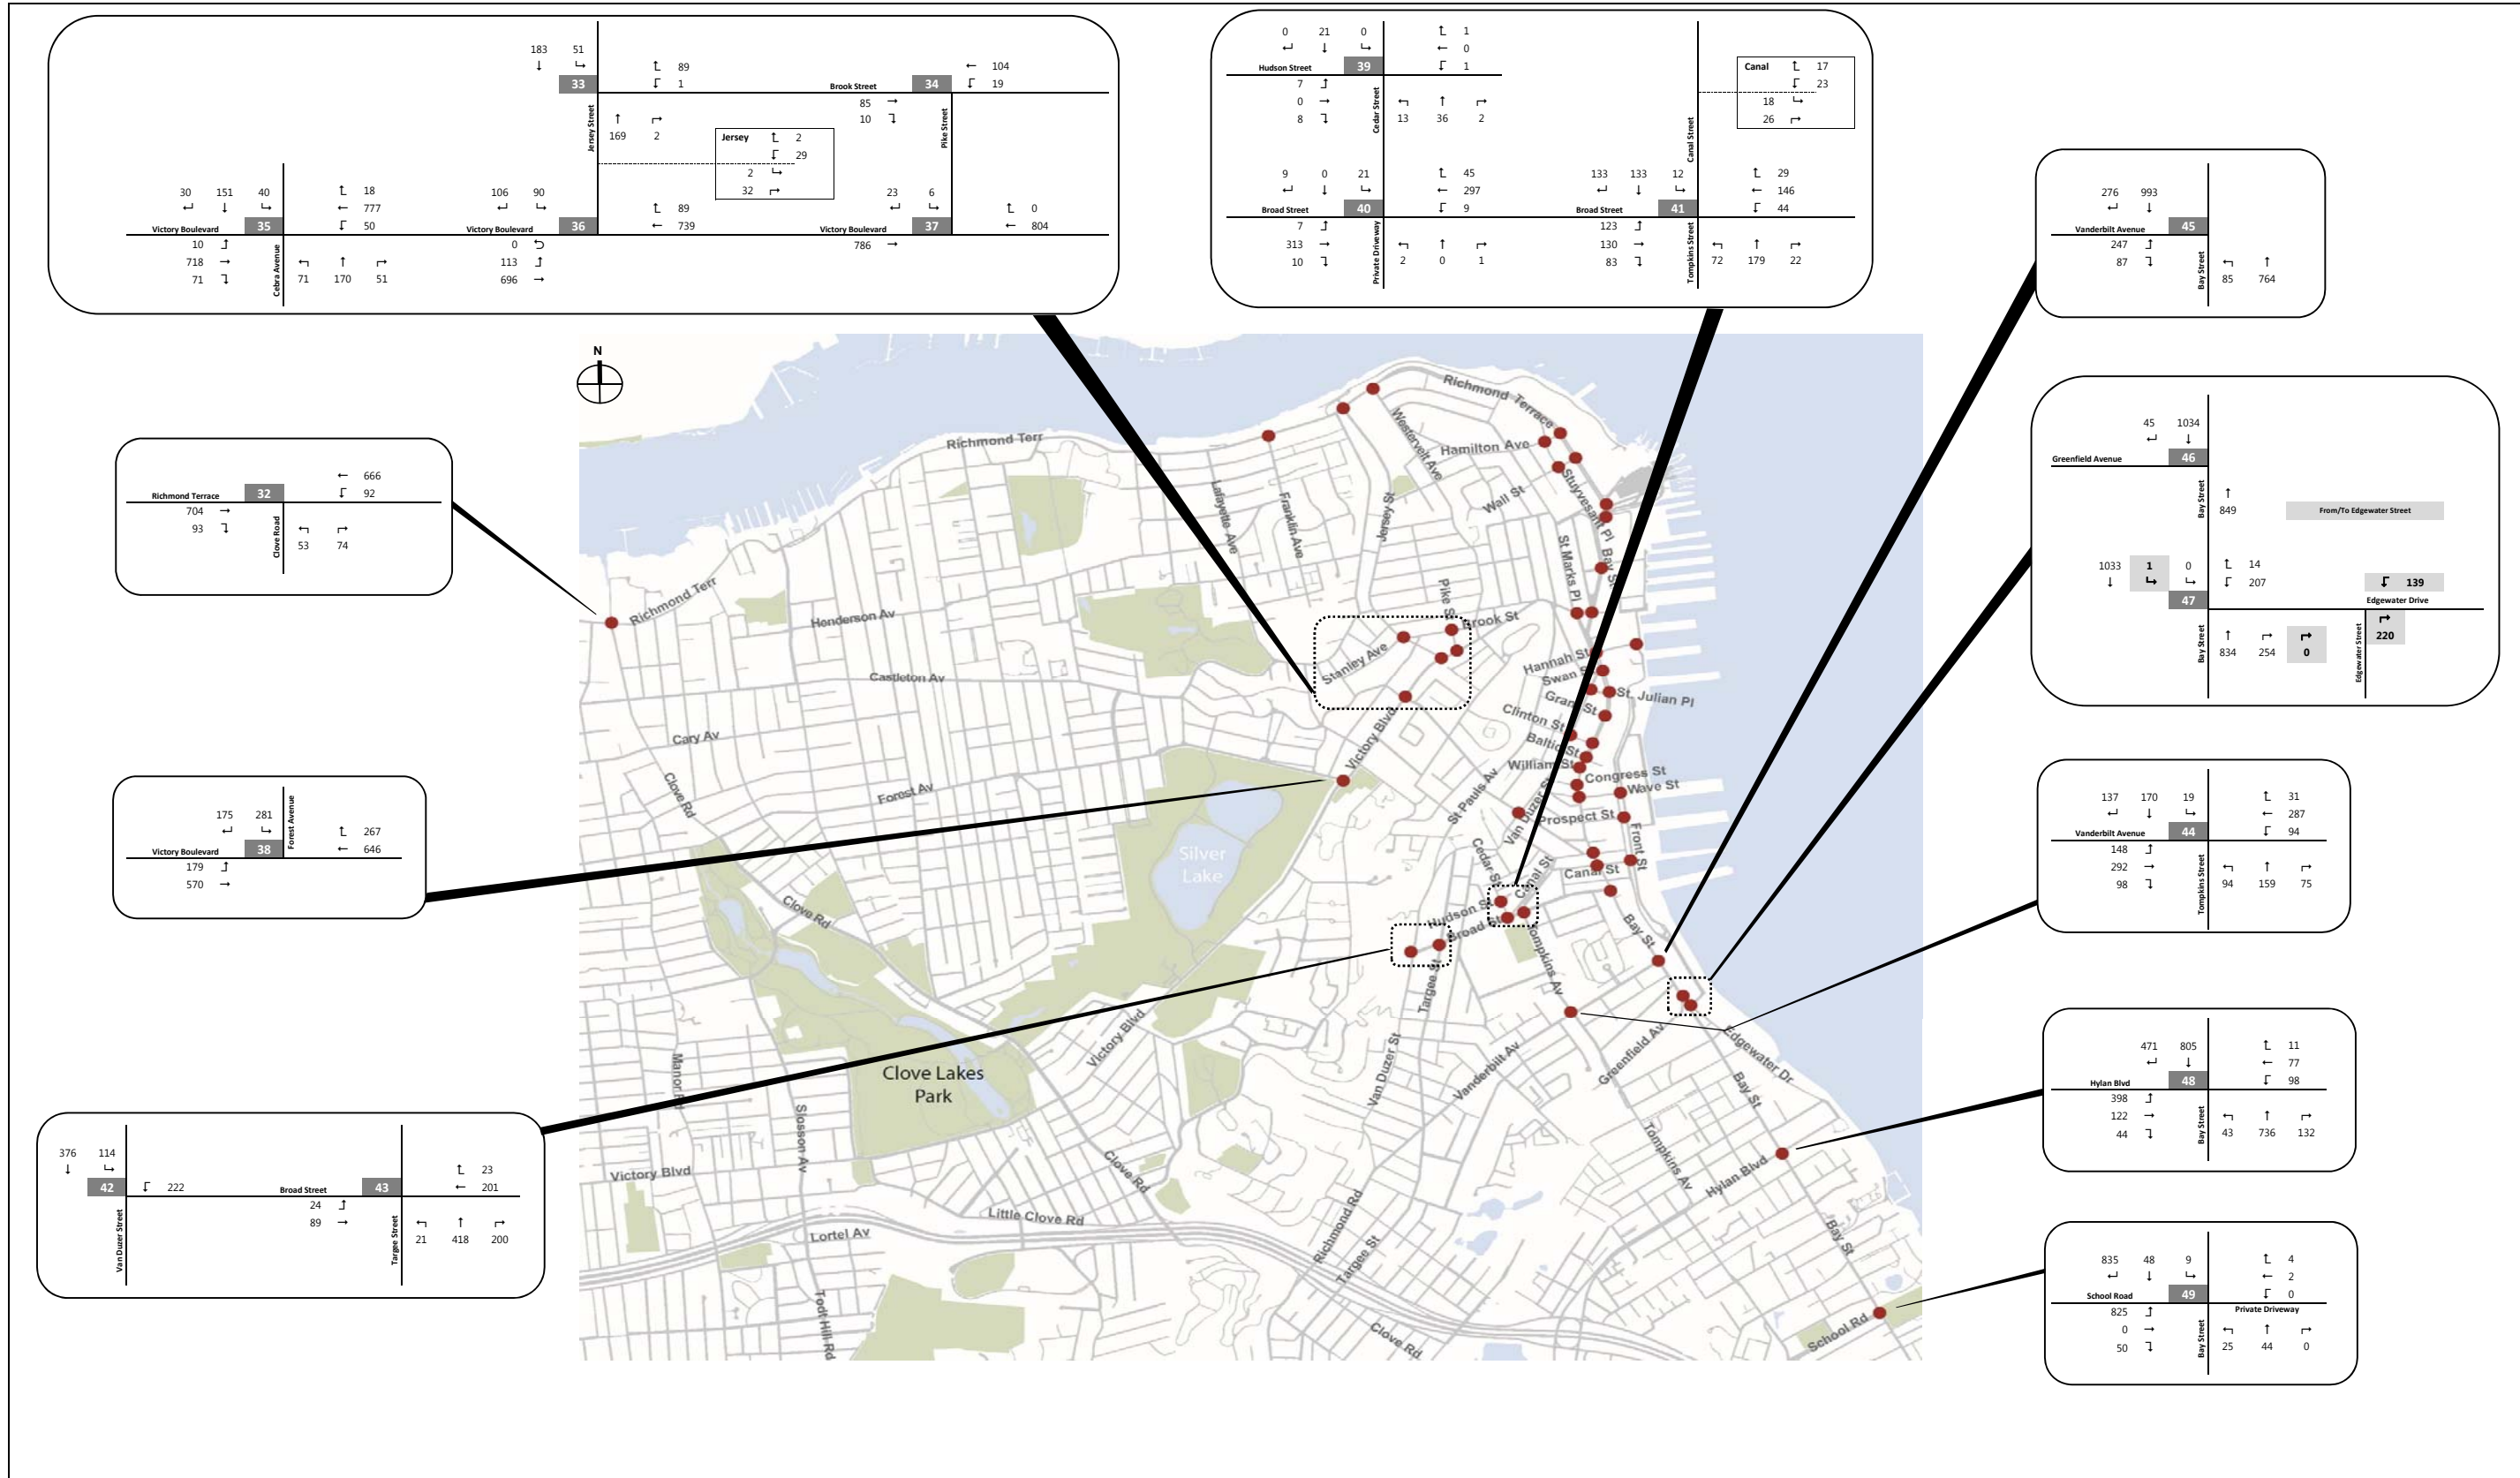 183 51
↓ ↳
33
↑ 89
↓ 1
Brook Street
34
← 104
19
85 →
10
Jersey Street
↑ ↱
169 2
Jersey 2
29
2
32
Pike Street
30 151 40
18
← 777
50
Victory Boulevard
35
10
718 →
71
Cebra Avenue
71 170 51
106 90
89
← 739
Victory Boulevard
36
0
113
696 →
23 6
0
← 804
Victory Boulevard
37
786 →
0 21 0
1
← 0
1
Hudson Street
39
7
0 →
8
Cedar Street
13 36 2
9 0 21
45
← 297
9
Broad Street
40
7
313 →
10
Private Driveway
2 0 1
Canal 17
23
18
26
Canal Street
133 133 12
29
← 146
44
Broad Street
41
123
130 →
83
Tompkins Street
72 179 22
276 993
Vanderbilt Avenue
45
247
87
Bay Street
85 764
45 1034
Greenfield Avenue
46
Bay Street
849
From/To Edgewater Street
1033 1 0
14
207
47
139
Edgewater Drive
Bay Street
834 254 0
Edgewater Street
220
← 666
92
Richmond Terrace
32
704 →
93
Clove Road
53 74
175 281
Forest Avenue
267
← 646
Victory Boulevard
38
179
570 →
376 114
42
222
Van Duzer Street
Broad Street
43
23
← 201
24
89 →
Targee Street
21 418 200
137 170 19
31
← 287
94
Vanderbilt Avenue
44
148
292 →
98
Tompkins Street
94 159 75
471 805
11
← 77
98
Hylan Blvd
48
398
122 →
44
Bay Street
43 736 132
835 48 9
4
← 2
0
School Road
49
Private Driveway
825
0 →
50
Bay Street
25 44 0
N
Richmond Terrace
Richmond Terr
Westervelt Ave
Hamilton Ave
Lafayette Ave
Franklin Ave
Jersey St
Wall St
Stuyvesant Pl
St Marks Pl
Bay St
Richmond Terr
Henderson Av
Pike St
Brook St
Stanley Ave
Hannah St
Swan S
Castleton Av
St. Julian Pl
Grant St
Clinton St
Cary Av
Victory Blvd
Baltic St
William St
Congress St
Wave St
Clove Rd
Forest Av
St Pauls Av
Van Duzer St
Prospect St
Front St
Silver
Lake
Cedar St
Canal St
Canal St
Clove Rd
Hudson St
Broad St
Tompkins Av
Bay St
Targee St
Victory Blvd
Edgewater Dr
Greenfield Av
Vanderbilt Av
Manor Rd
Clove Lakes
Park
Van Duzer St
Bay St
Slosson Av
Tompkins Av
Hylan Blvd
Victory Blvd
Clove Rd
Little Clove Rd
Richmond Rd
Lortel Av
Targee St
Bay St
Todt Hill Rd
Clove Rd
School Rd